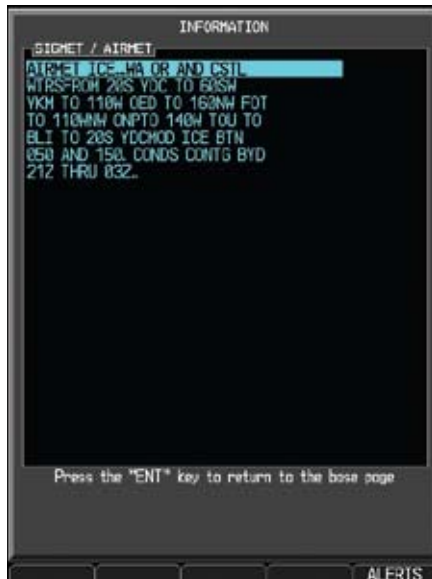 INFORMATION
SIGMET / AIRMET
AIRMET ICE..WA OR AND CSTL
WTRSFROM 20S YDC TO 60SW
YKM TO 110W OED TO 160NW FOT
TO 110WNW ONPTO 140W TOU TO
BLI TO 20S YDCMOD ICE BTN
050 AND 150. CONDS CONTG BYD
21Z THRU 03Z..
Press the "ENT" key to return to the base page
ALERTS